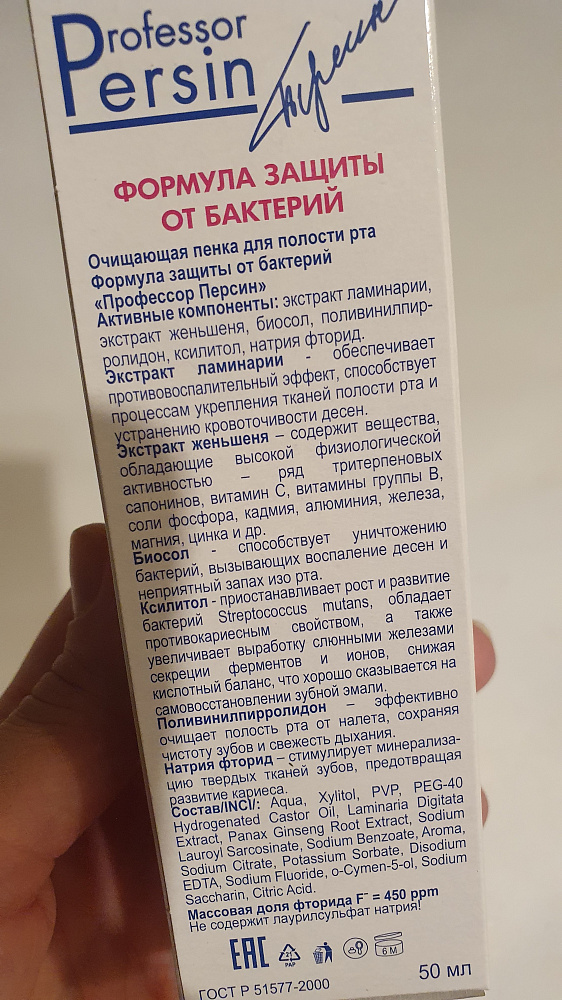 Professor
Persin Персин
ФОРМУЛА ЗАЩИТЫ
ОТ БАКТЕРИЙ
Очищающая пенка для полости рта
Формула защиты от бактерий
«Профессор Персин»
Активные компоненты: экстракт ламинарии,
экстракт женьшеня, биосол, поливинилпир-
ролидон, ксилитол, натрия фторид.
Экстракт ламинарии - обеспечивает
противовоспалительный эффект, способствует
процессам укрепления тканей полости рта и
устранению кровоточивости десен.
Экстракт женьшеня – содержит вещества,
обладающие высокой физиологической
активностью – ряд тритерпеновых
сапонинов, витамин С, витамины группы В,
соли фосфора, кадмия, алюминия, железа,
магния, цинка и др.
Биосол - способствует уничтожению
бактерий, вызывающих воспаление десен и
неприятный запах изо рта.
Ксилитол - приостанавливает рост и развитие
бактерий Streptococcus mutans, обладает
противокариесным свойством, а также
увеличивает выработку слюнными железами
секреции ферментов и ионов, снижая
кислотный баланс, что хорошо сказывается на
самовосстановлении зубной эмали.
Поливинилпирролидон – эффективно
очищает полость рта от налета, сохраняя
чистоту зубов и свежесть дыхания.
Натрия фторид – стимулирует минерализа-
цию твердых тканей зубов, предотвращая
развитие кариеса.
Состав/INCI/: Aqua, Xylitol, PVP, PEG-40
Hydrogenated Castor Oil, Laminaria Digitata
Extract, Panax Ginseng Root Extract, Sodium
Lauroyl Sarcosinate, Sodium Benzoate, Aroma,
Sodium Citrate, Potassium Sorbate, Disodium
EDTA, Sodium Fluoride, o-Cymen-5-ol, Sodium
Saccharin, Citric Acid.
Массовая доля фторида F⁻ = 450 ppm
Не содержит лаурилсульфат натрия!
EAC 21 PAP 6 M
ГОСТ Р 51577-2000 50 мл